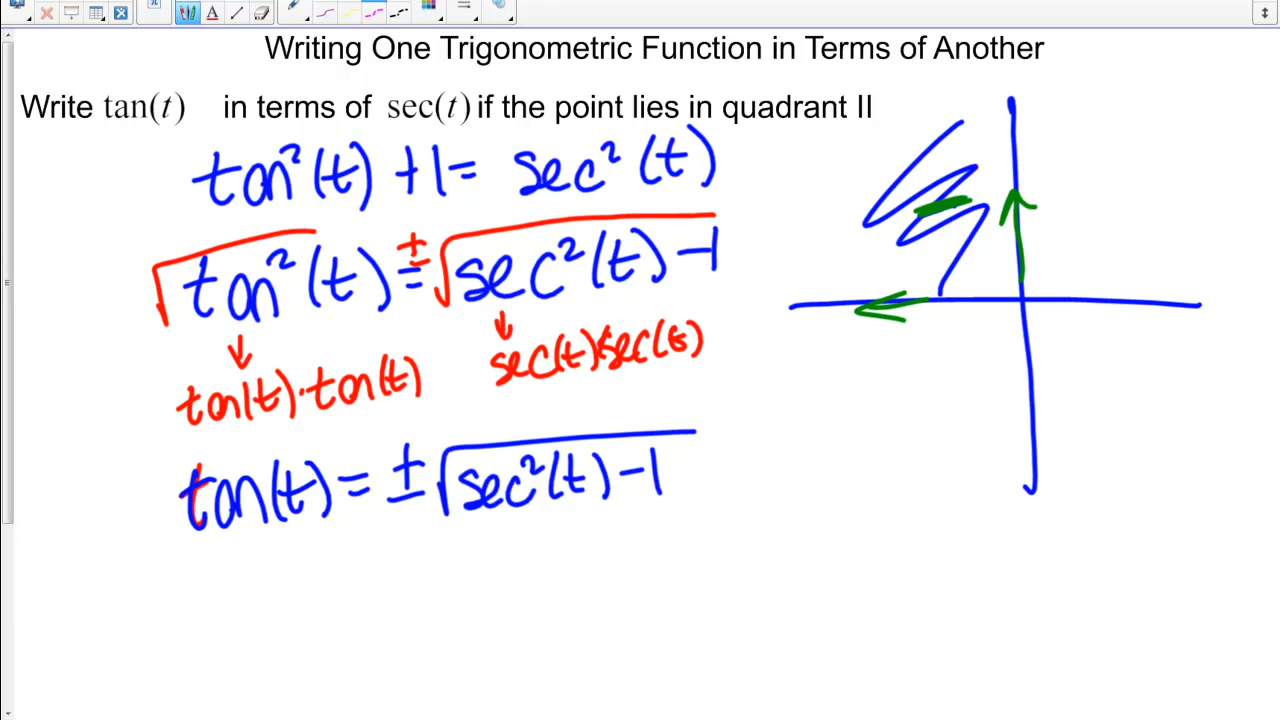 Writing One Trigonometric Function in Terms of Another
Write tan(t) in terms of sec(t) if the point lies in quadrant II
tan²(t) + 1 = sec²(t)
√tan²(t) = ±√sec²(t) - 1
sec(t)·sec(t)
tan(t)·tan(t)
tan(t) = ±√sec²(t) - 1